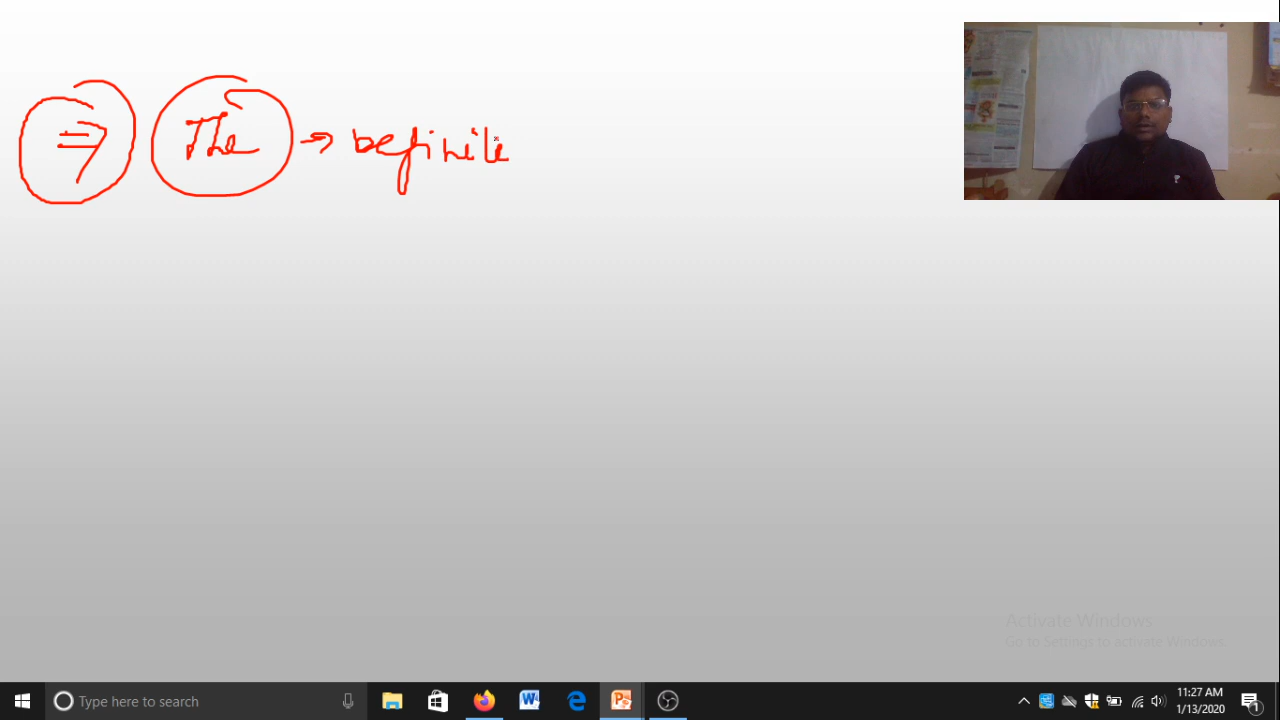 ⇒ The → Definite
Activate Windows
Go to Settings to activate Windows.
Type here to search
11:27 AM
1/13/2020